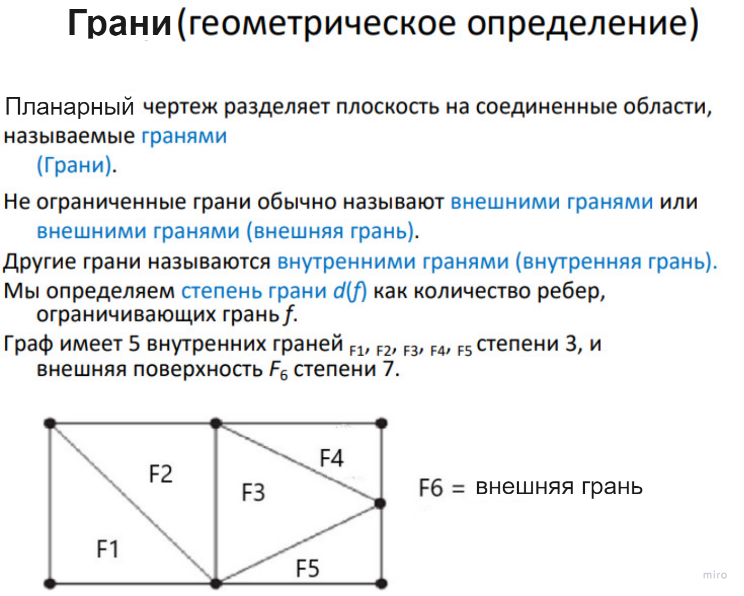 Грани (геометрическое определение)
Планарный чертеж разделяет плоскость на соединенные области,
называемые гранями
(Грани).
Не ограниченные грани обычно называют внешними гранями или
внешними гранями (внешняя грань).
Другие грани называются внутренними гранями (внутренняя грань).
Мы определяем степень грани d(f) как количество ребер,
ограничивающих грань f.
Граф имеет 5 внутренних граней F1, F2, F3, F4, F5 степени 3, и
внешняя поверхность F6 степени 7.
F4
F2
F3
F6 = внешняя грань
F1
F5
miro